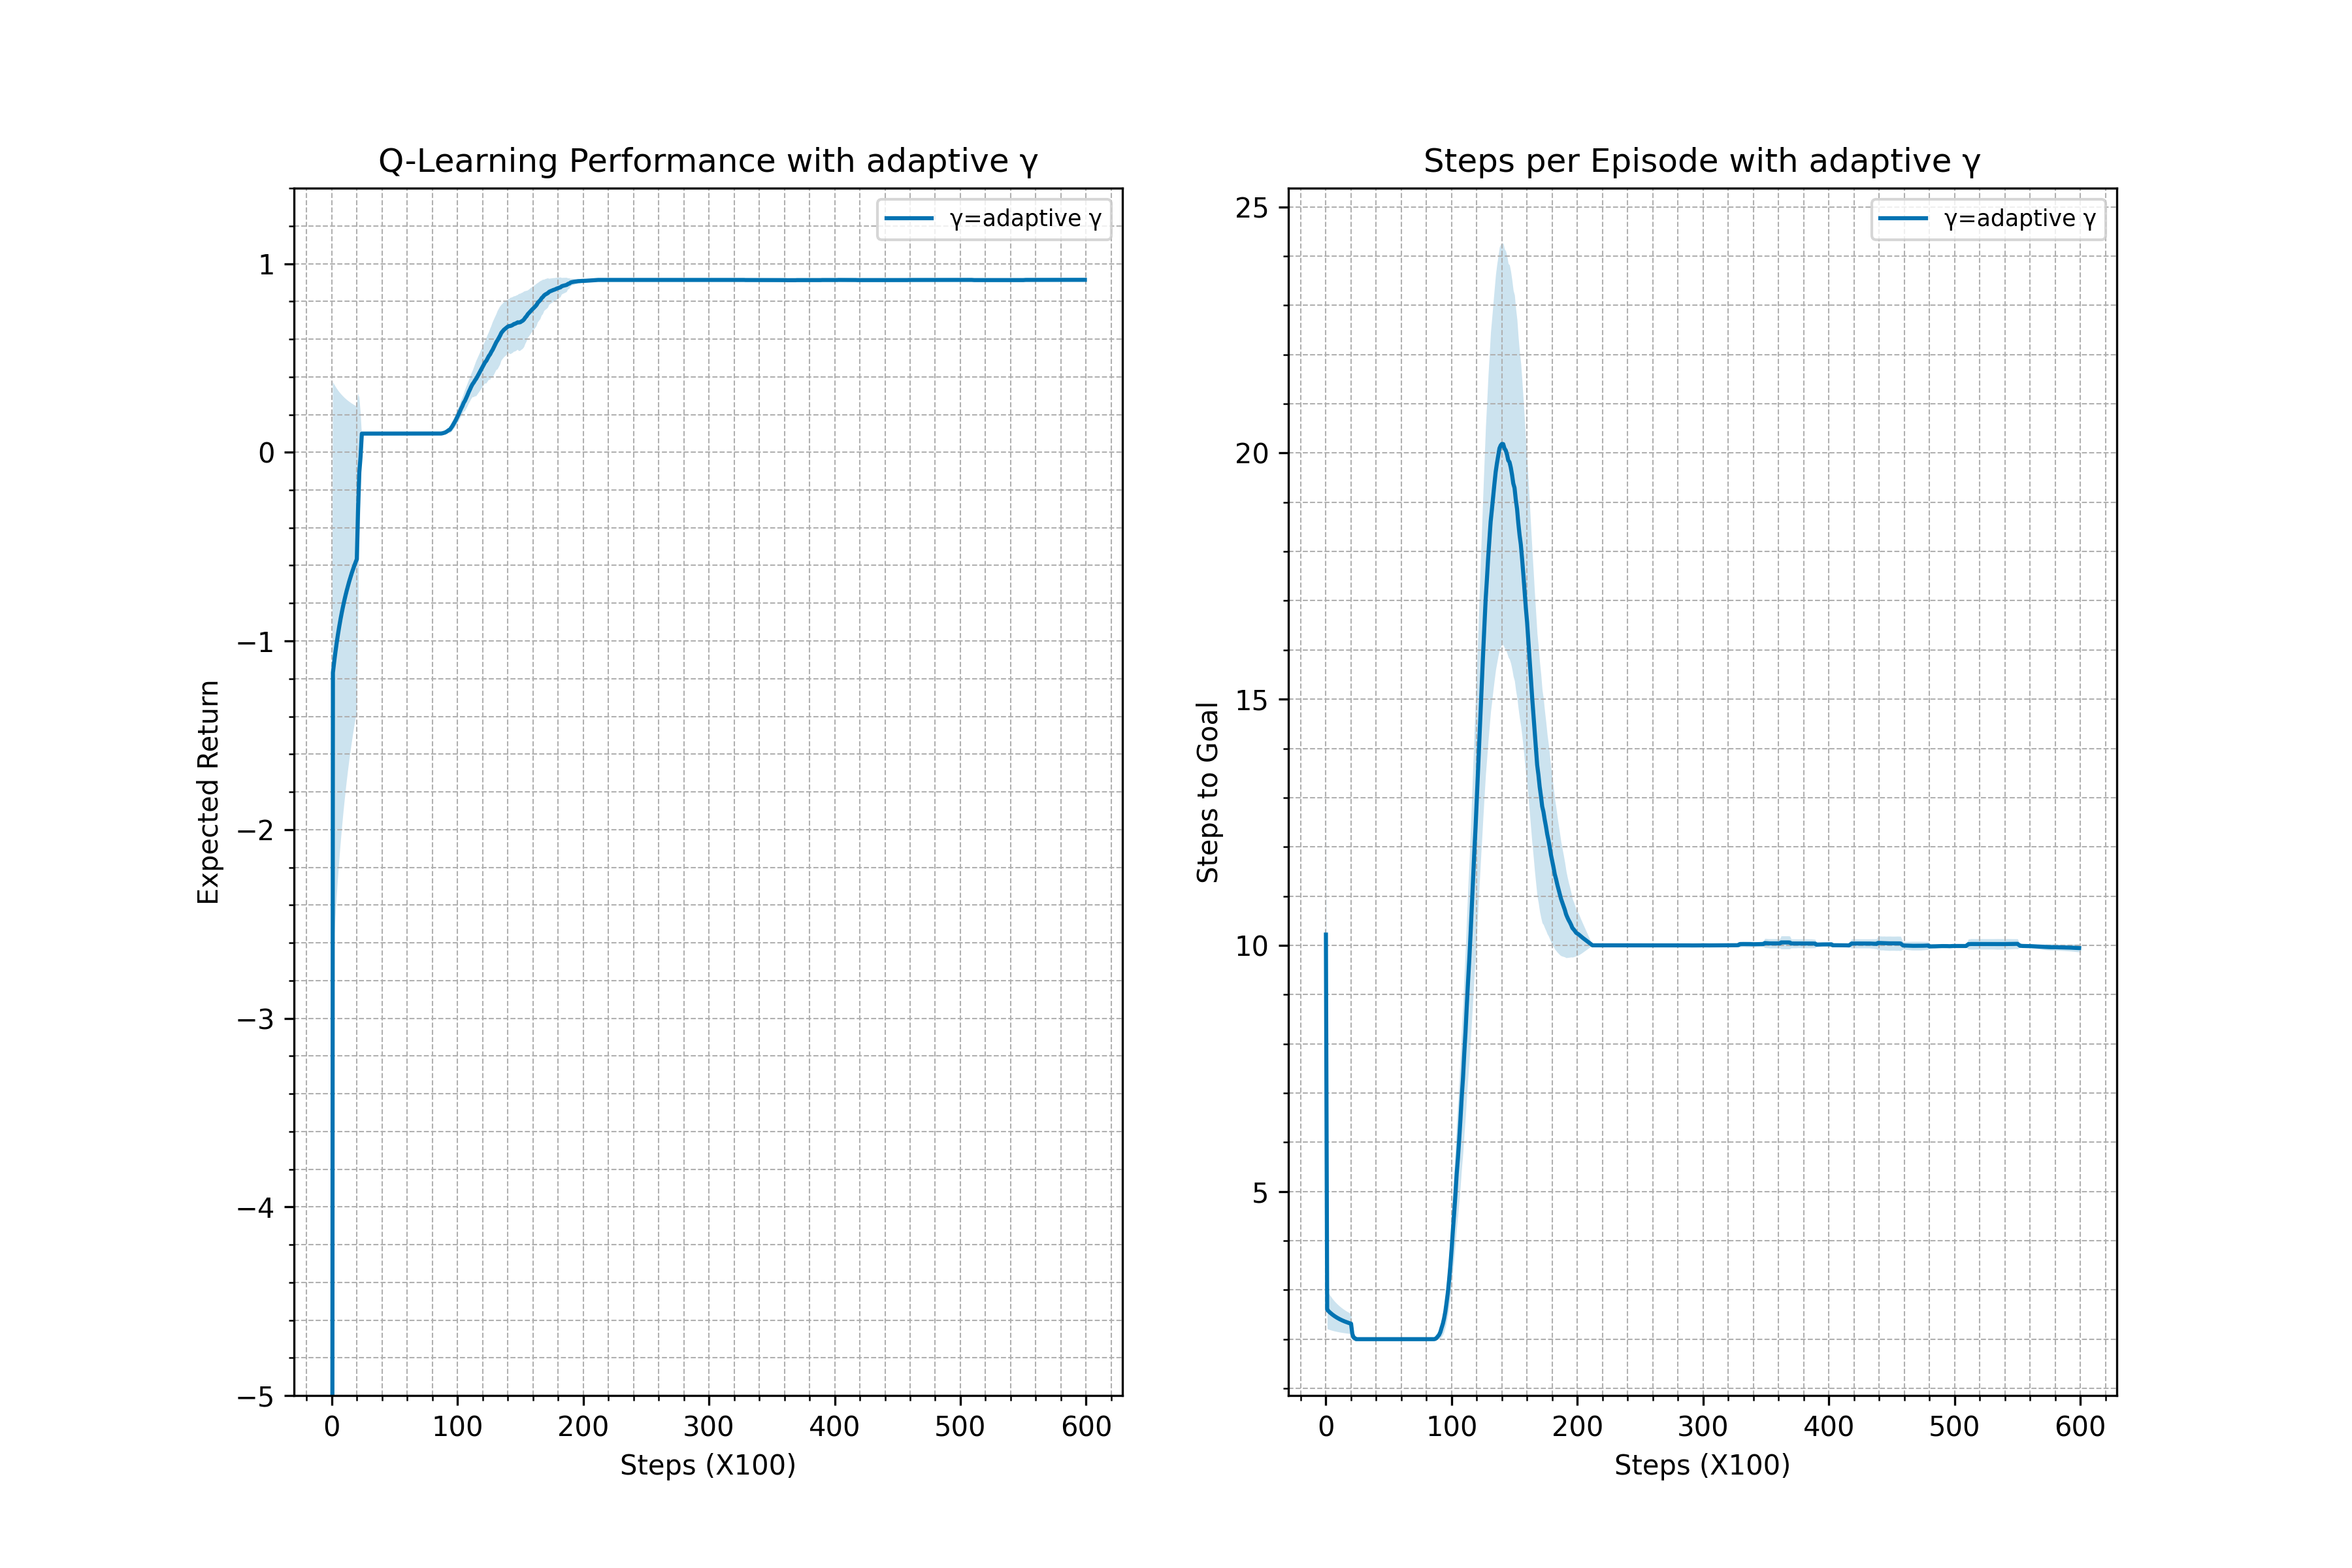 Q-Learning Performance with adaptive γ
γ=adaptive γ
Expected Return
1
0
−1
−2
−3
−4
−5
0 100 200 300 400 500 600
Steps (X100)
Steps per Episode with adaptive γ
γ=adaptive γ
Steps to Goal
25
20
15
10
5
0 100 200 300 400 500 600
Steps (X100)